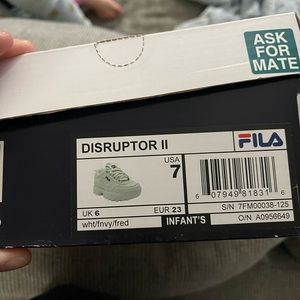 ASK
FOR
MATE
DISRUPTOR II
USA
7
FILA
6 07949 81831 6
UK 6
EUR 23
S/N 7FM00038-125
wht/fnvy/fred
INFANT'S
O/N A0956649